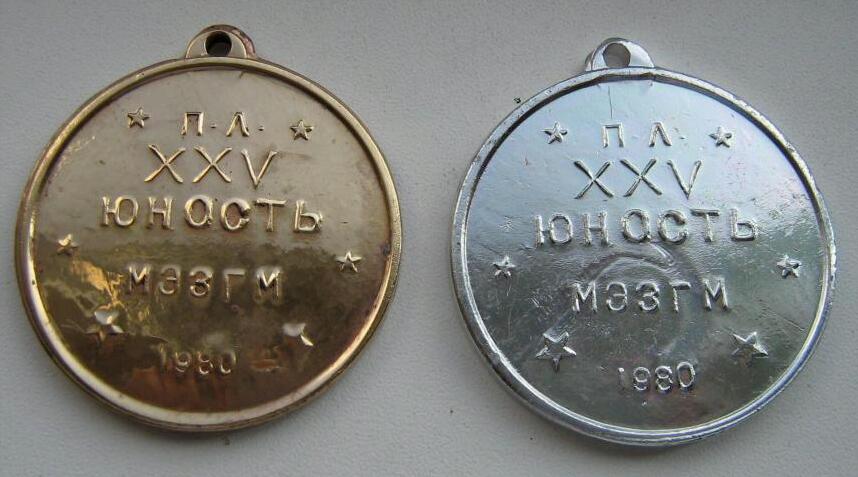 П.Л.
XXV
ЮНОСТЬ
МЭЗГМ
1980
П Л
XXV
ЮНОСТЬ
МЭЗГМ
1980